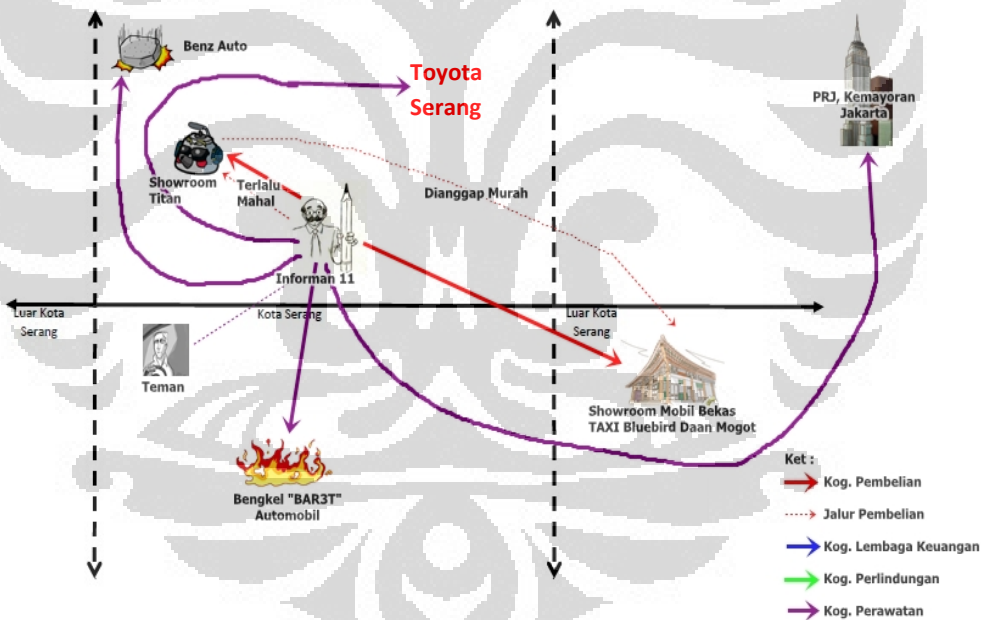 Benz Auto
Toyota
Serang
PRJ, Kemayoran
Jakarta
Showroom
Titan
Terlalu
Mahal
Dianggap Murah
Informan 11
Luar Kota
Serang
Kota Serang
Luar Kota
Serang
Teman
Showroom Mobil Bekas
TAXI Bluebird Daan Mogot
Bengkel "BAR3T"
Automobil
Ket :
Kog. Pembelian
Jalur Pembelian
Kog. Lembaga Keuangan
Kog. Perlindungan
Kog. Perawatan